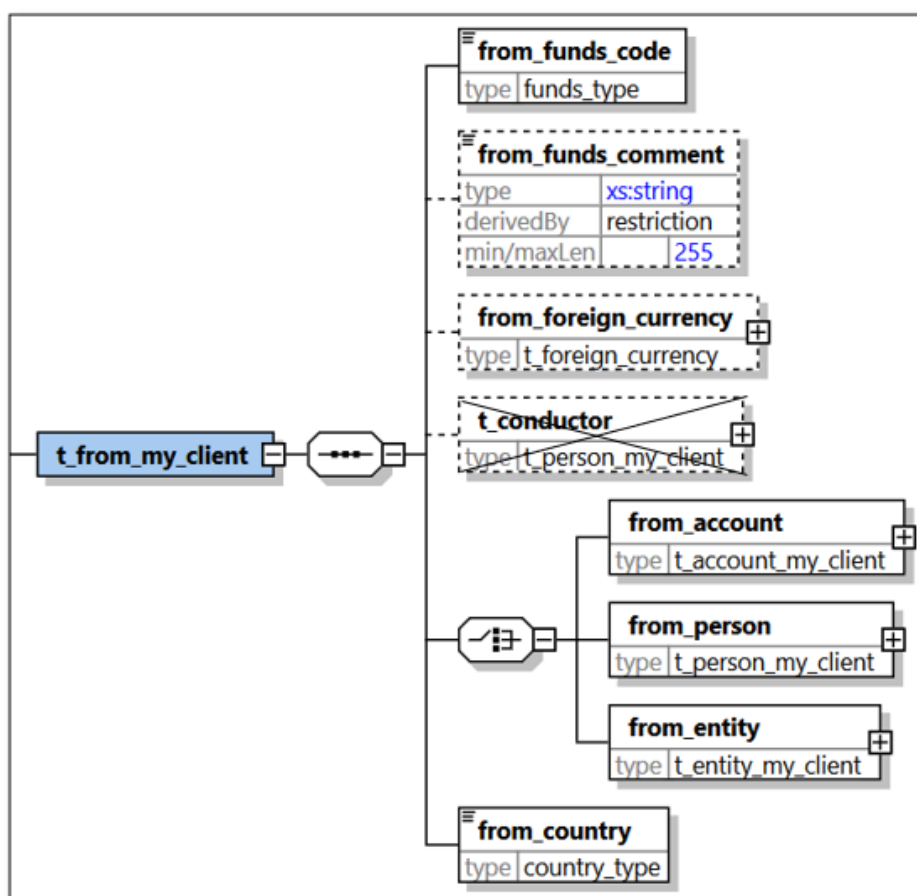 from_funds_code
type funds_type
from_funds_comment
type xs:string
derivedBy restriction
min/maxLen 255
from_foreign_currency
type t_foreign_currency
t_conductor
type t_person_my_client
t_from_my_client
from_account
type t_account_my_client
from_person
type t_person_my_client
from_entity
type t_entity_my_client
from_country
type country_type